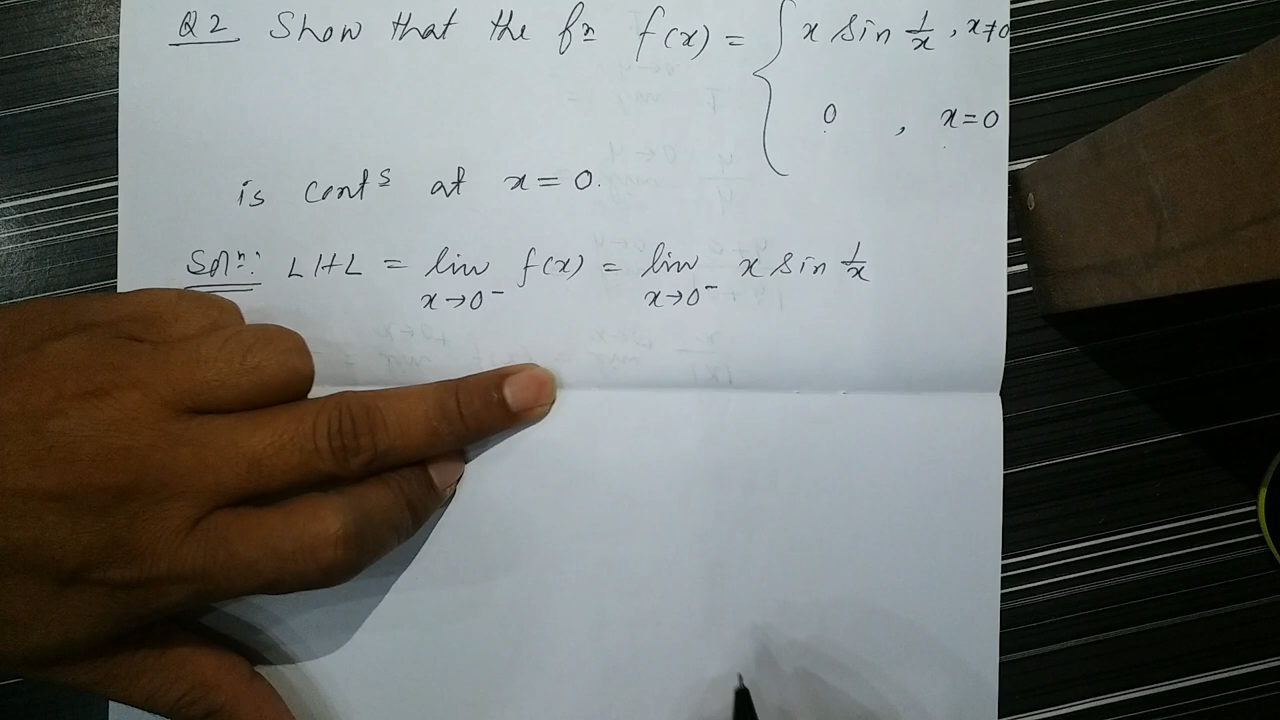 Q2 Show that the fn f(x) = { x sin 1/x , x≠0
0 , x=0
is contˢ at x=0.
Solⁿ: LHL = lim f(x) = lim x sin 1/x
x→0⁻ x→0⁻